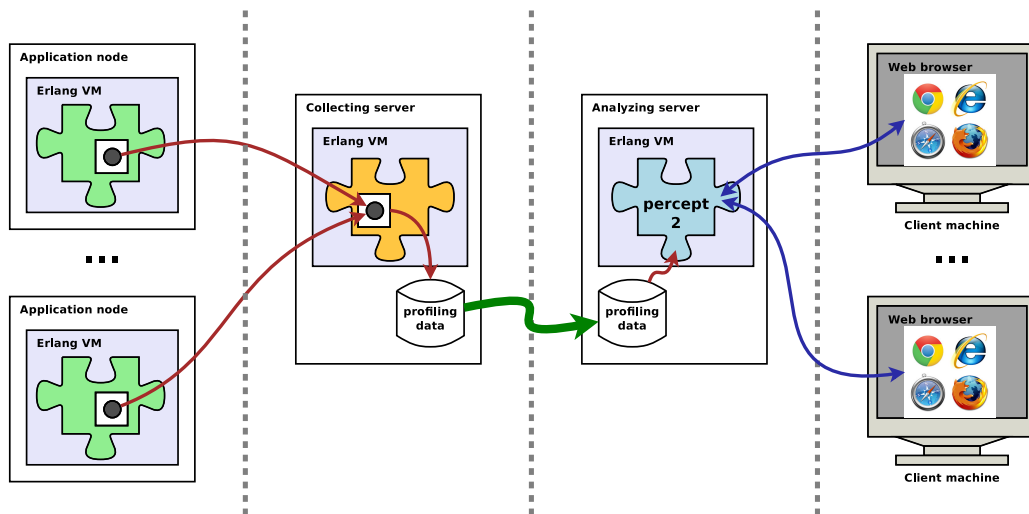 Application node
Erlang VM
...
Application node
Erlang VM
Collecting server
Erlang VM
profiling
data
Analyzing server
Erlang VM
percept
2
profiling
data
Web browser
Client machine
...
Web browser
Client machine